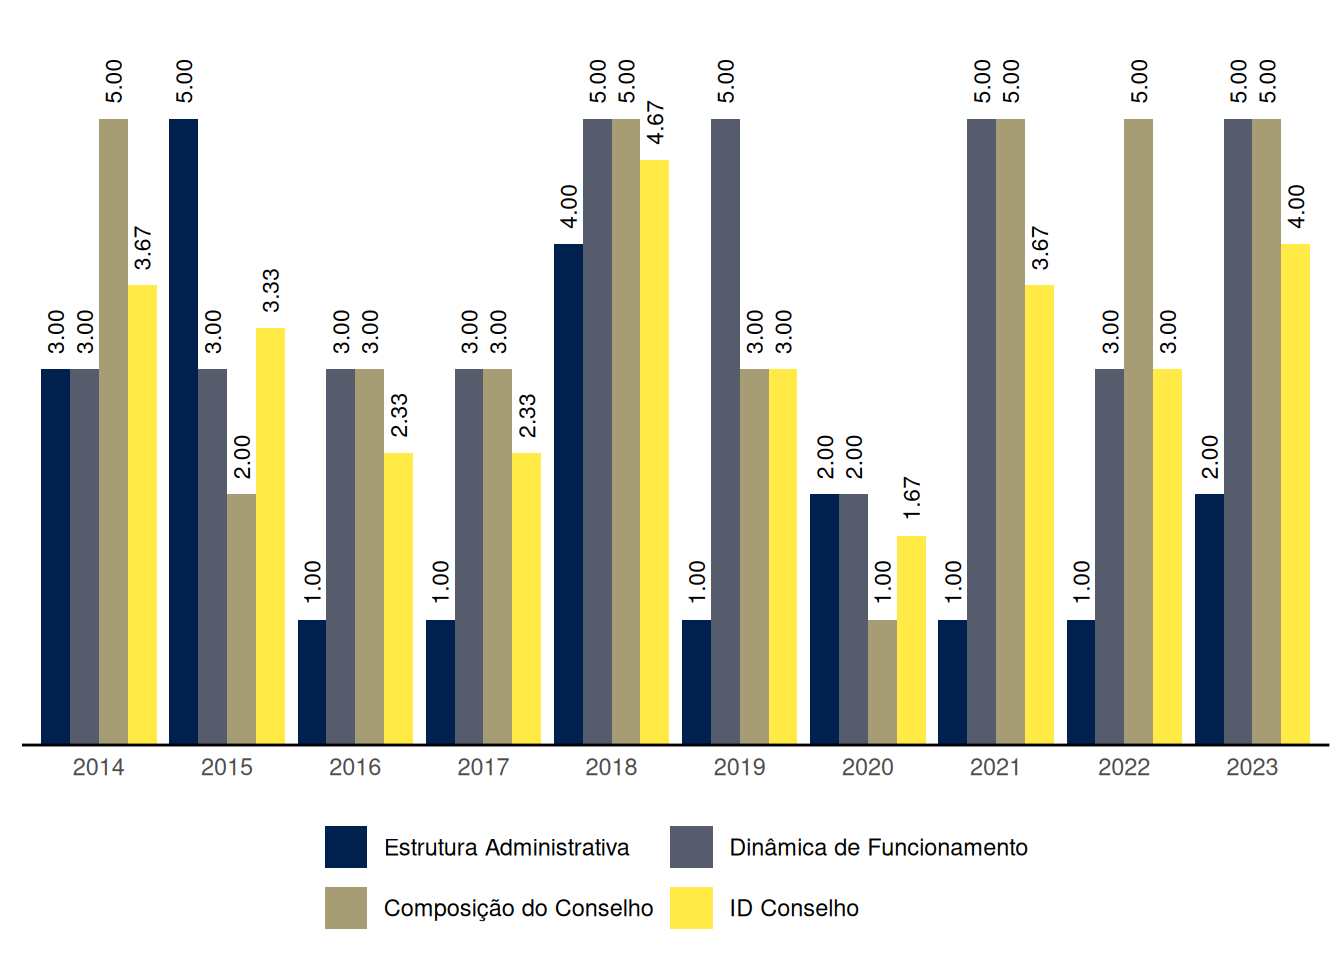 3.00 3.00 5.00 3.67 5.00 3.00 2.00 3.33 1.00 3.00 3.00 2.33 1.00 3.00 3.00 2.33 4.00 5.00 5.00 4.67 1.00 5.00 3.00 3.00 2.00 2.00 1.00 1.67 1.00 5.00 5.00 3.67 1.00 3.00 5.00 3.00 2.00 5.00 5.00 4.00
2014 2015 2016 2017 2018 2019 2020 2021 2022 2023
Estrutura Administrativa Dinâmica de Funcionamento
Composição do Conselho ID Conselho